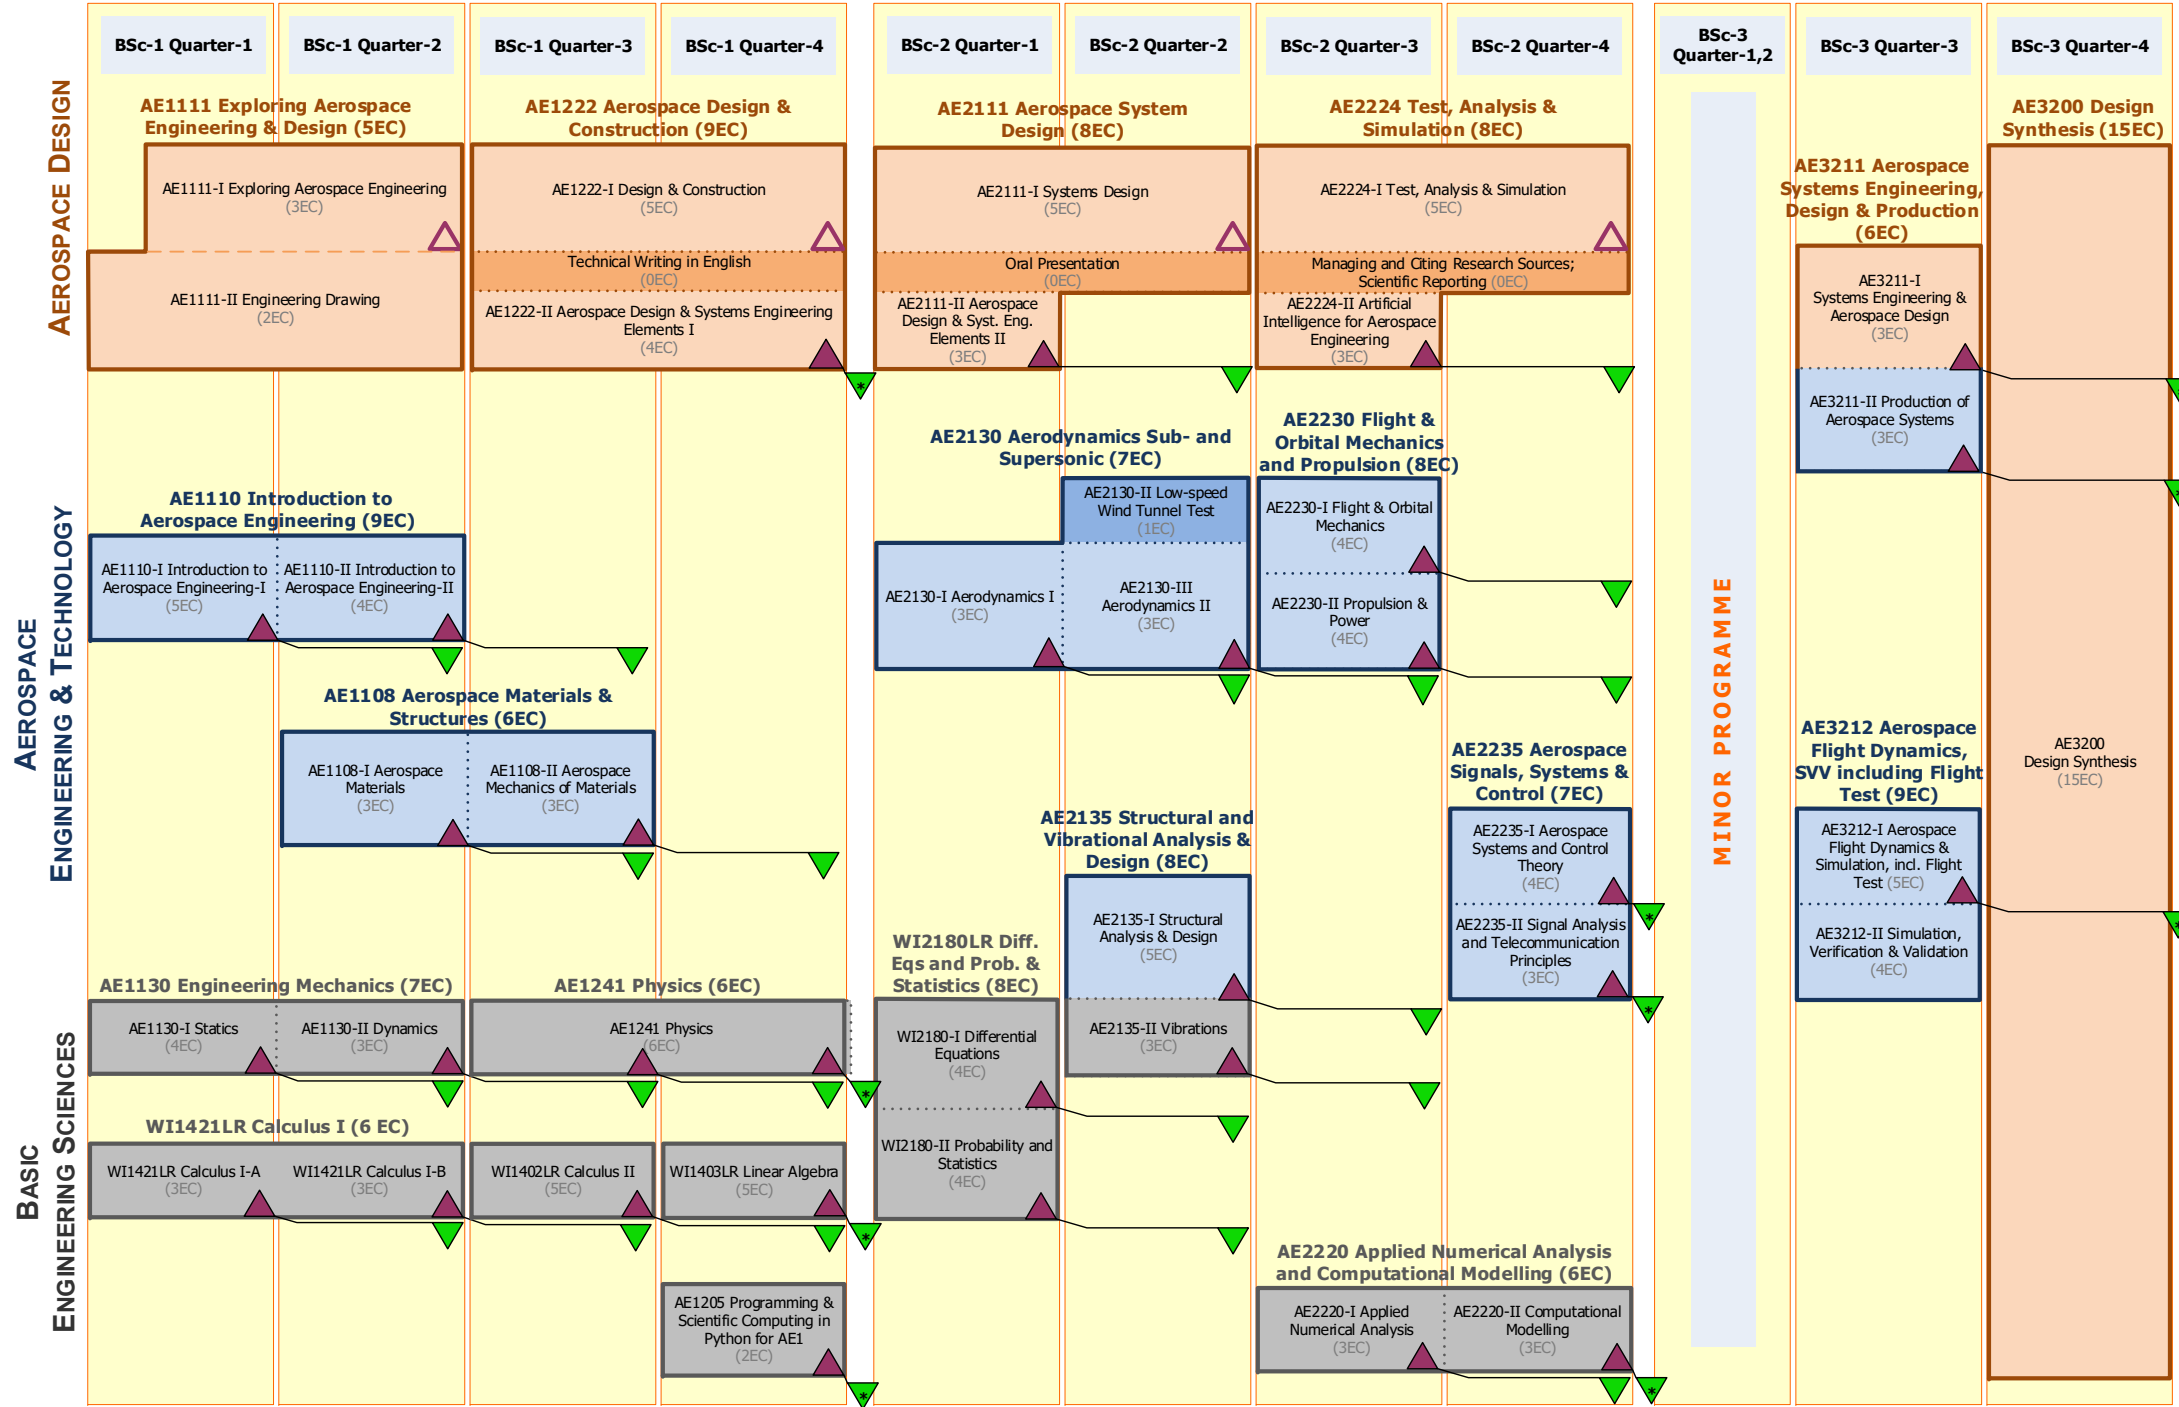 BSc-1 Quarter-1
BSc-1 Quarter-2
BSc-1 Quarter-3
BSc-1 Quarter-4
BSc-2 Quarter-1
BSc-2 Quarter-2
BSc-2 Quarter-3
BSc-2 Quarter-4
BSc-3
Quarter-1,2
BSc-3 Quarter-3
BSc-3 Quarter-4
AEROSPACE DESIGN
AE1111 Exploring Aerospace
Engineering & Design (5EC)
AE1111-I Exploring Aerospace Engineering
(3EC)
AE1111-II Engineering Drawing
(2EC)
AE1222 Aerospace Design &
Construction (9EC)
AE1222-I Design & Construction
(5EC)
Technical Writing in English
(0EC)
AE1222-II Aerospace Design & Systems Engineering
Elements I
(4EC)
*
AE2111 Aerospace System
Design (8EC)
AE2111-I Systems Design
(5EC)
Oral Presentation
(0EC)
AE2111-II Aerospace
Design & Syst. Eng.
Elements II
(3EC)
AE2224 Test, Analysis &
Simulation (8EC)
AE2224-I Test, Analysis & Simulation
(5EC)
Managing and Citing Research Sources;
Scientific Reporting (0EC)
AE2224-II Artificial
Intelligence for Aerospace
Engineering
(3EC)
AE3211 Aerospace
Systems Engineering,
Design & Production
(6EC)
AE3211-I
Systems Engineering &
Aerospace Design
(3EC)
AE3211-II Production of
Aerospace Systems
(3EC)
AE3200 Design
Synthesis (15EC)
AE3200
Design Synthesis
(15EC)
MINOR PROGRAMME
AEROSPACE
ENGINEERING & TECHNOLOGY
AE1110 Introduction to
Aerospace Engineering (9EC)
AE1110-I Introduction to
Aerospace Engineering-I
(5EC)
AE1110-II Introduction to
Aerospace Engineering-II
(4EC)
AE1108 Aerospace Materials &
Structures (6EC)
AE1108-I Aerospace
Materials
(3EC)
AE1108-II Aerospace
Mechanics of Materials
(3EC)
AE2130 Aerodynamics Sub- and
Supersonic (7EC)
AE2130-I Aerodynamics I
(3EC)
AE2130-II Low-speed
Wind Tunnel Test
(1EC)
AE2130-III
Aerodynamics II
(3EC)
AE2230 Flight &
Orbital Mechanics
and Propulsion (8EC)
AE2230-I Flight & Orbital
Mechanics
(4EC)
AE2230-II Propulsion &
Power
(4EC)
AE2135 Structural and
Vibrational Analysis &
Design (8EC)
AE2135-I Structural
Analysis & Design
(5EC)
AE2135-II Vibrations
(3EC)
AE2235 Aerospace
Signals, Systems &
Control (7EC)
AE2235-I Aerospace
Systems and Control
Theory
(4EC)
*
AE2235-II Signal Analysis
and Telecommunication
Principles
(3EC)
*
AE3212 Aerospace
Flight Dynamics,
SVV including Flight
Test (9EC)
AE3212-I Aerospace
Flight Dynamics &
Simulation, incl. Flight
Test (5EC)
AE3212-II Simulation,
Verification & Validation
(4EC)
BASIC
ENGINEERING SCIENCES
AE1130 Engineering Mechanics (7EC)
AE1130-I Statics
(4EC)
AE1130-II Dynamics
(3EC)
AE1241 Physics (6EC)
AE1241 Physics
(6EC)
*
WI1421LR Calculus I (6 EC)
WI1421LR Calculus I-A
(3EC)
WI1421LR Calculus I-B
(3EC)
WI1402LR Calculus II
(5EC)
WI1403LR Linear Algebra
(5EC)
*
AE1205 Programming &
Scientific Computing in
Python for AE1
(2EC)
*
WI2180LR Diff.
Eqs and Prob. &
Statistics (8EC)
WI2180-I Differential
Equations
(4EC)
WI2180-II Probability and
Statistics
(4EC)
AE2220 Applied Numerical Analysis
and Computational Modelling (6EC)
AE2220-I Applied
Numerical Analysis
(3EC)
AE2220-II Computational
Modelling
(3EC)
*